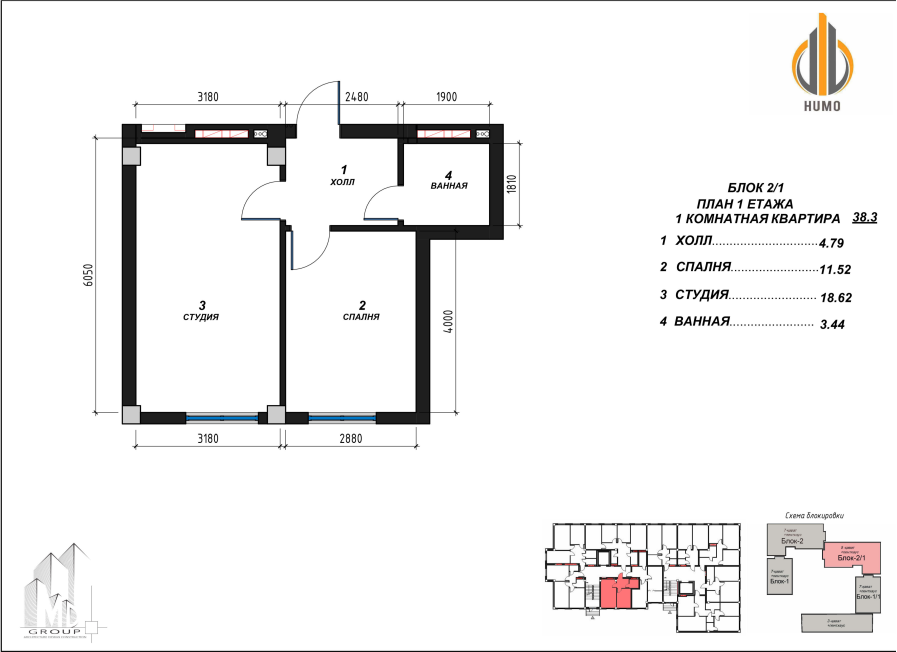 HUMO
3180
2480
1900
1
ХОЛЛ
4
ВАННАЯ
1810
6050
3
СТУДИЯ
2
СПАЛНЯ
4000
3180
2880
БЛОК 2/1
ПЛАН 1 ЕТАЖА
1 КОМНАТНАЯ КВАРТИРА 38.3
1 ХОЛЛ 4.79
2 СПАЛНЯ 11.52
3 СТУДИЯ 18.62
4 ВАННАЯ 3.44
Схема блокировки
Блок-2
Блок-2/1
Блок-1
Блок-1/1
GROUP